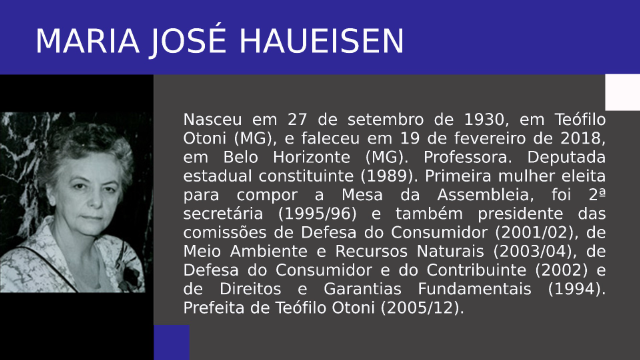 MARIA JOSÉ HAUEISEN
Nasceu em 27 de setembro de 1930, em Teófilo
Otoni (MG), e faleceu em 19 de fevereiro de 2018,
em Belo Horizonte (MG). Professora. Deputada
estadual constituinte (1989). Primeira mulher eleita
para compor a Mesa da Assembleia, foi 2ª
secretária (1995/96) e também presidente das
comissões de Defesa do Consumidor (2001/02), de
Meio Ambiente e Recursos Naturais (2003/04), de
Defesa do Consumidor e do Contribuinte (2002) e
de Direitos e Garantias Fundamentais (1994).
Prefeita de Teófilo Otoni (2005/12).